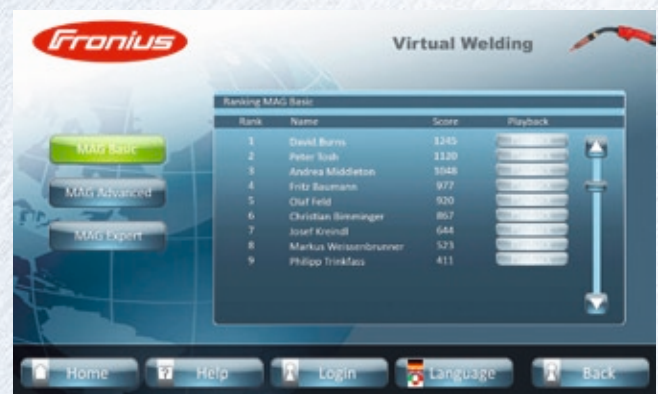 Fronius
Virtual Welding
Ranking MAG Basic
Rank Name Score Playback
MAG Basic
MAG Advanced
MAG Expert
1 David Burns 1245
2 Peter Tosh 1120
3 Andrea Middleton 1048
4 Fritz Baumann 977
5 Olaf Feld 920
6 Christian Bimminger 867
7 Josef Kreindl 644
8 Markus Weissenbrunner 523
9 Philipp Trinkfass 411
Home Help Login Language Back